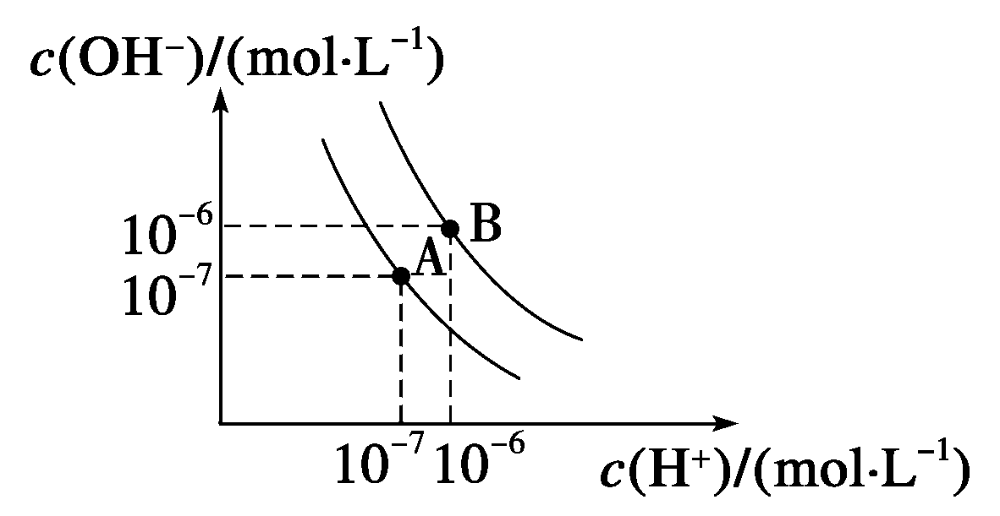 c(OH⁻)/(mol·L⁻¹)
10⁻⁶
B
A
10⁻⁷
10⁻⁷ 10⁻⁶
c(H⁺)/(mol·L⁻¹)